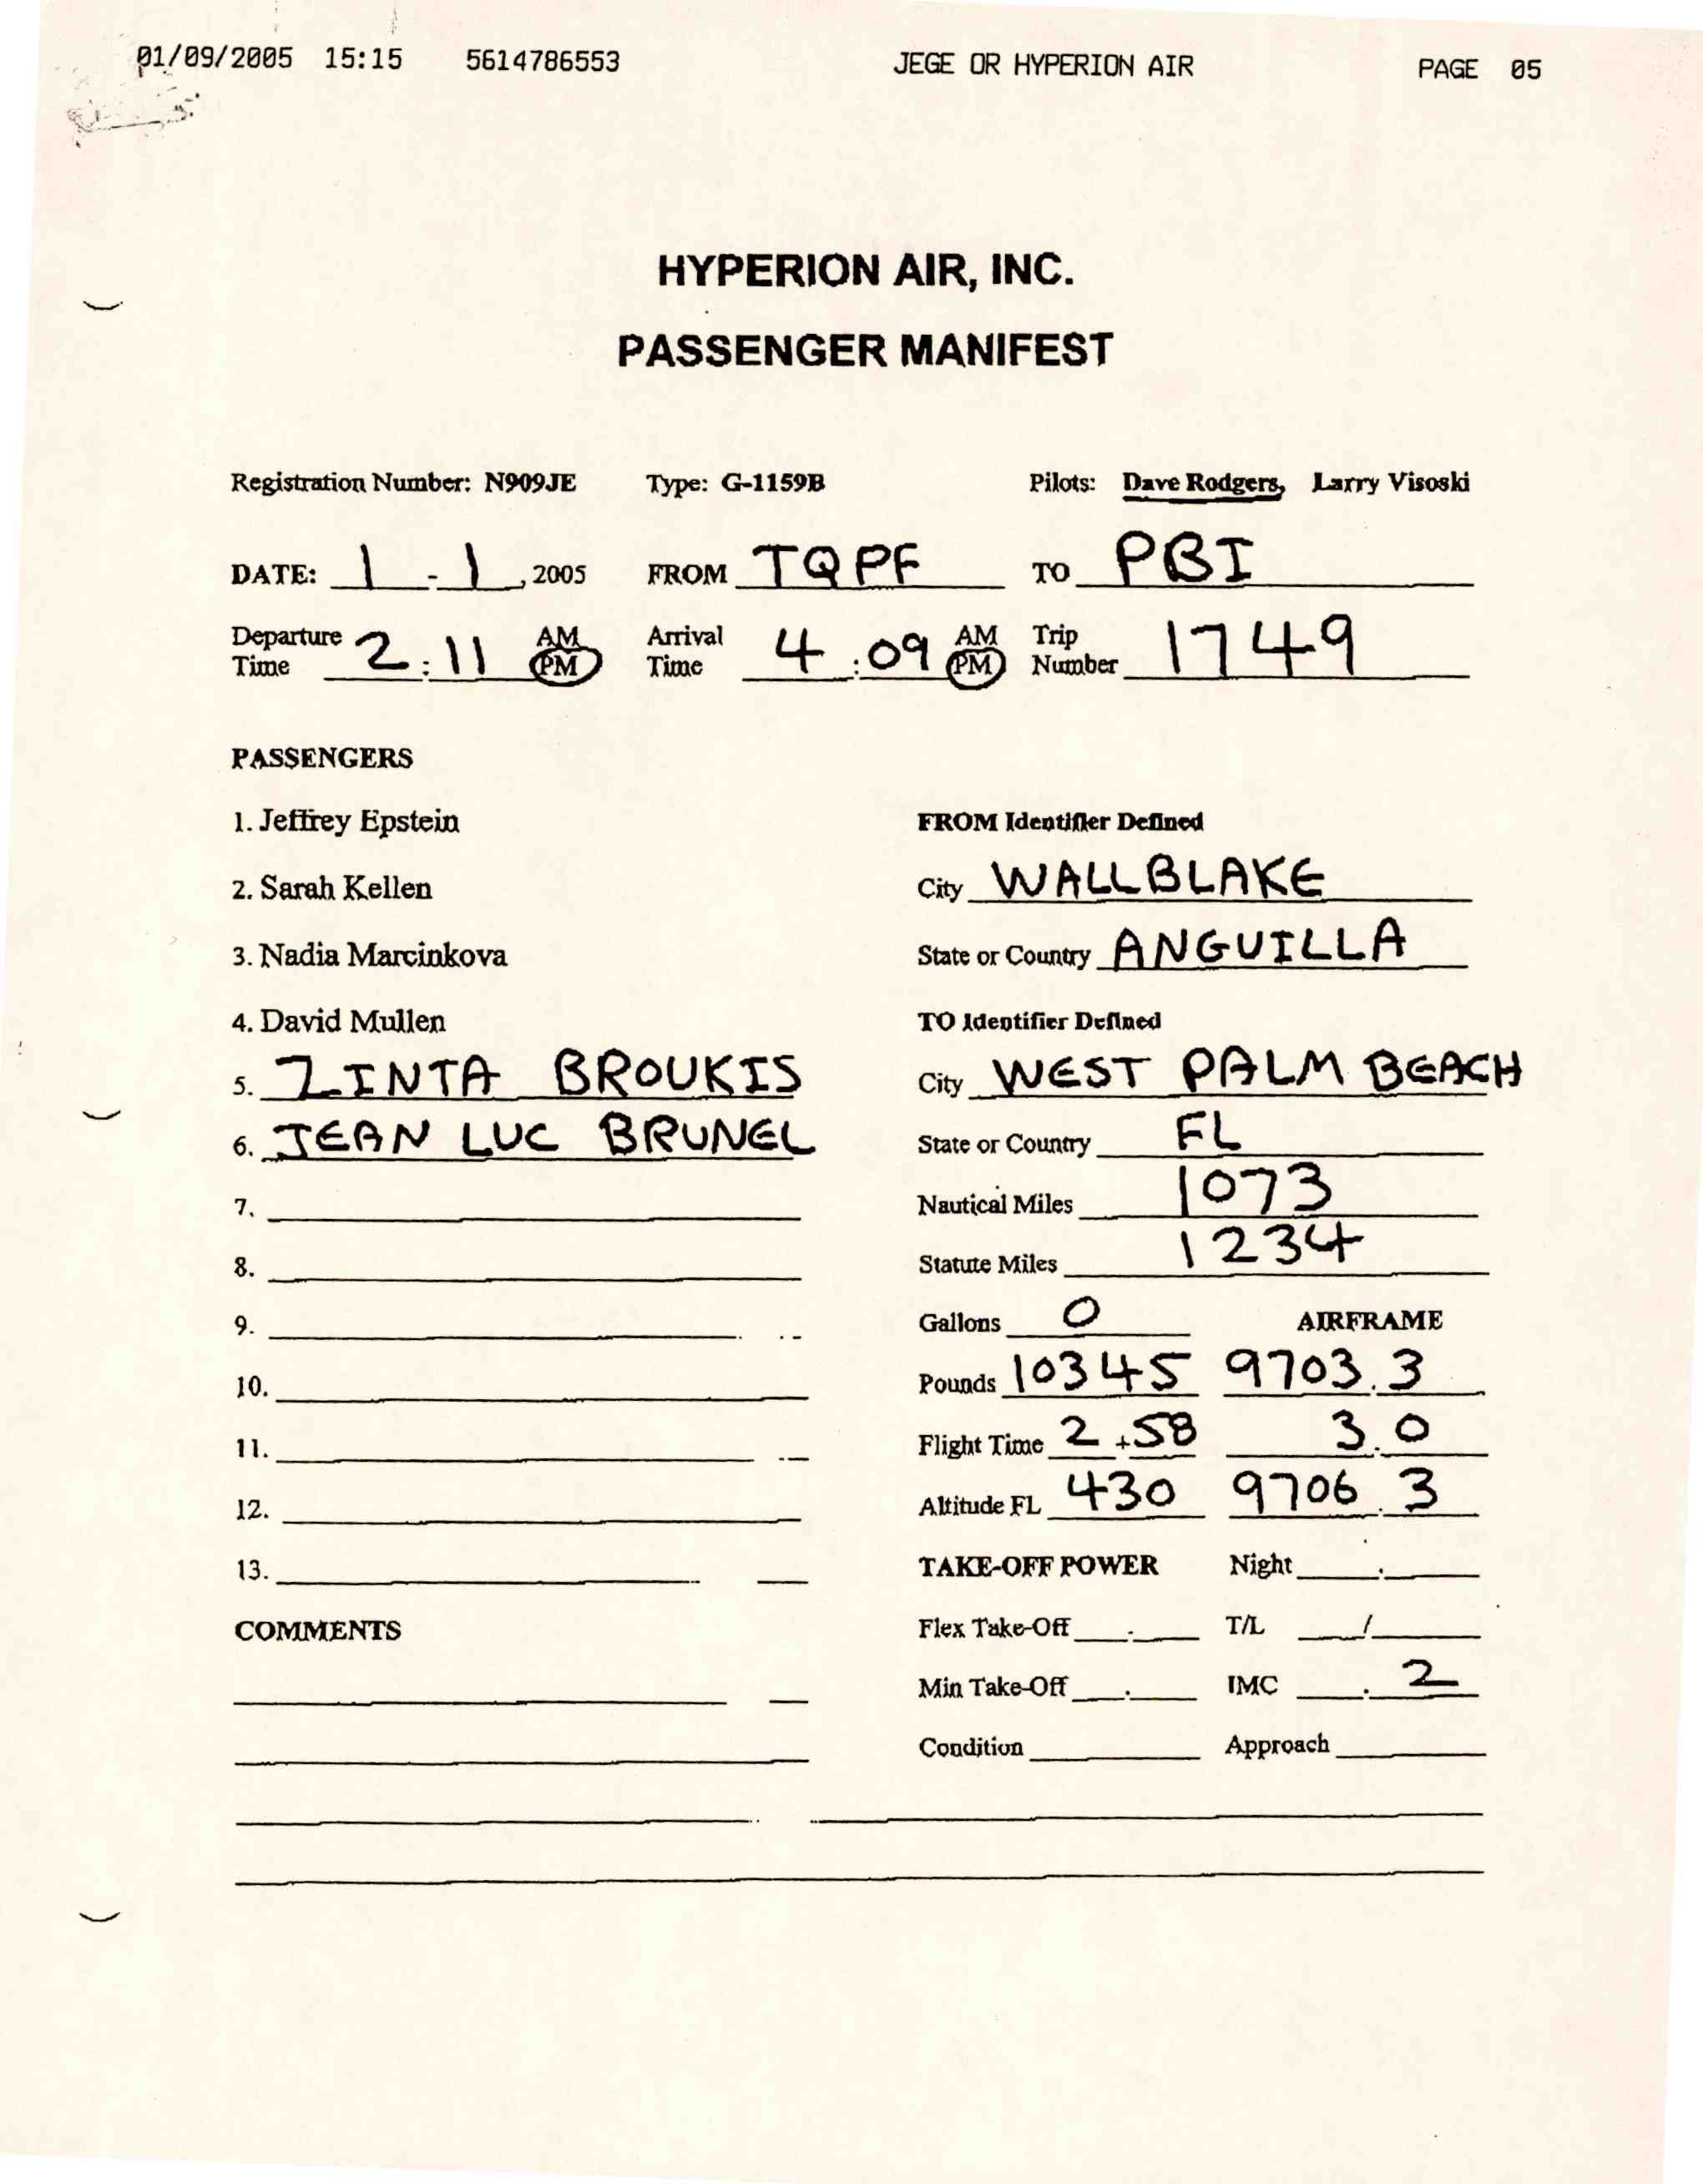 01/09/2005 15:15 5614786553 JEGE OR HYPERION AIR PAGE 05
HYPERION AIR, INC.
PASSENGER MANIFEST
Registration Number: N909JE Type: G-1159B Pilots: Dave Rodgers, Larry Visoski
DATE: 1 - 1, 2005 FROM TQPF TO PBI
Departure Time 2:11 AM PM Arrival Time 4:09 AM PM Trip Number 1749
PASSENGERS
1. Jeffrey Epstein FROM Identifier Defined
2. Sarah Kellen City WALLBLAKE
3. Nadia Marcinkova State or Country ANGUILLA
4. David Mullen TO Identifier Defined
5. ZINTA BROUKIS City WEST PALM BEACH
6. JEAN LUC BRUNEL State or Country FL
7. Nautical Miles 1073
8. Statute Miles 1234
9. Gallons 0 AIRFRAME
10. Pounds 10345 9703.3
11. Flight Time 2+58 3.0
12. Altitude FL 430 9706.3
13. TAKE-OFF POWER Night .
COMMENTS Flex Take-Off . T/L /
Min Take-Off . IMC .2
Condition Approach